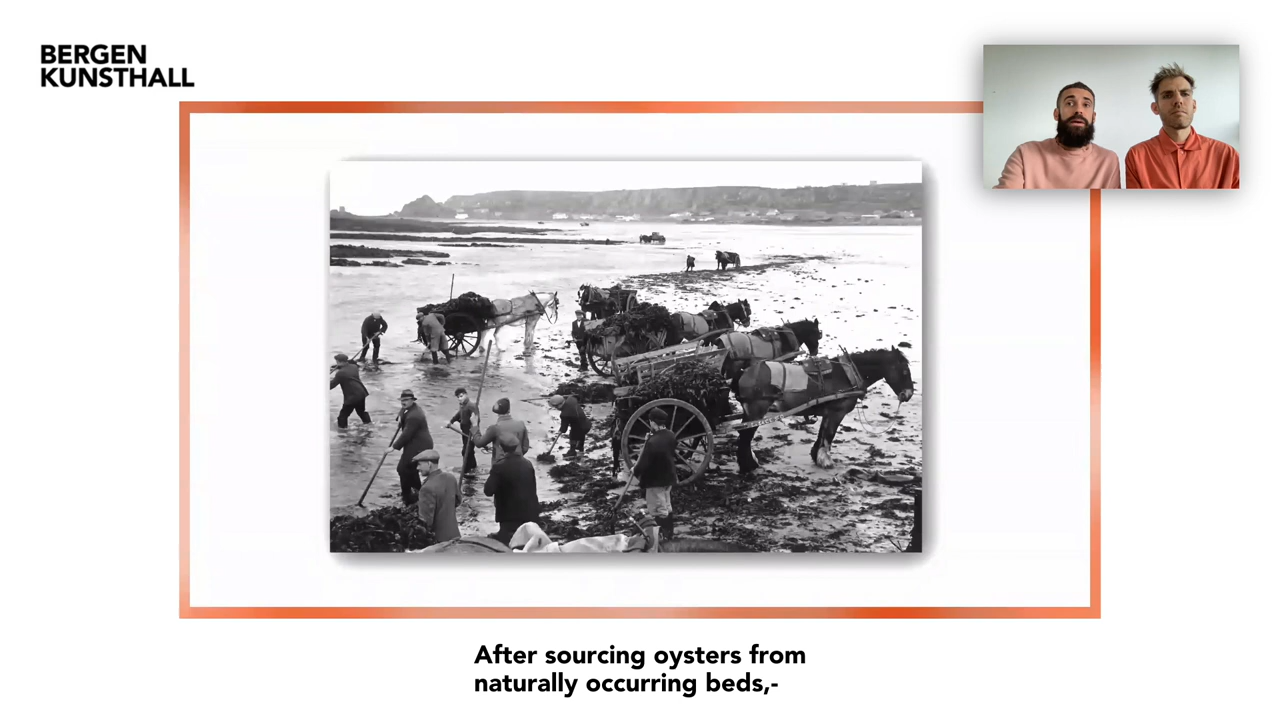 BERGEN
KUNSTHALL
After sourcing oysters from
naturally occurring beds,-